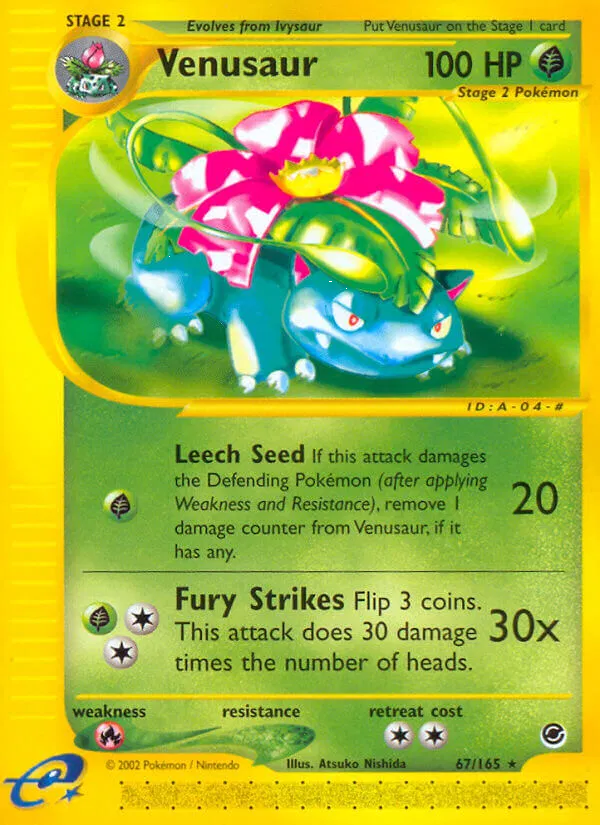 STAGE 2 Evolves from Ivysaur Put Venusaur on the Stage 1 card
Venusaur 100 HP
Stage 2 Pokémon
ID:A-04-#
Leech Seed If this attack damages
the Defending Pokémon (after applying
Weakness and Resistance), remove 1
damage counter from Venusaur, if it
has any.
20
Fury Strikes Flip 3 coins.
This attack does 30 damage
times the number of heads.
30x
weakness resistance retreat cost
© 2002 Pokémon / Nintendo Illus. Atsuko Nishida 67/165 ★
e